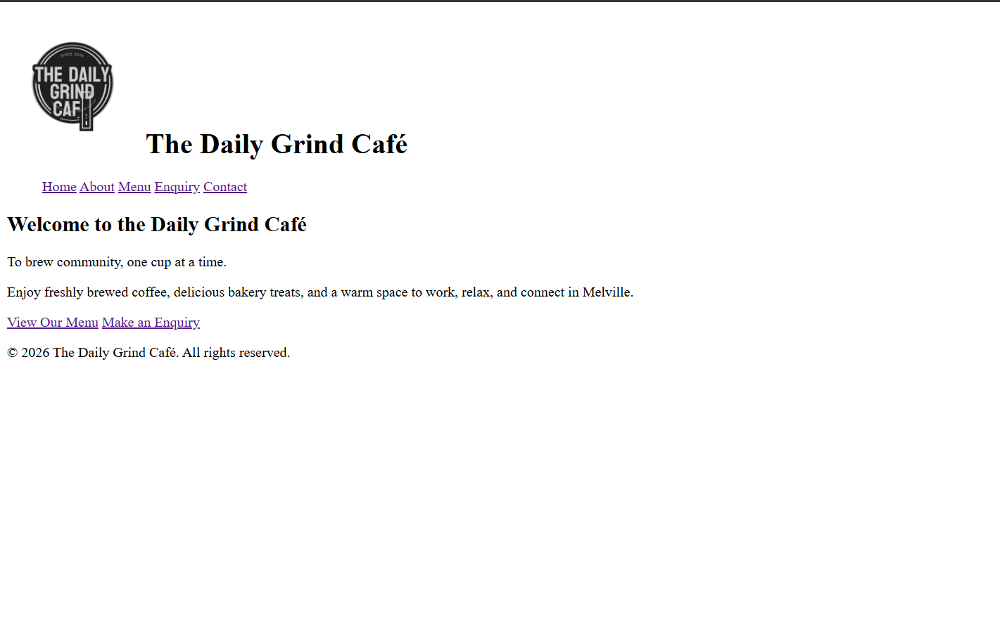 SINCE 2026
THE DAILY
GRIND
CAF
The Daily Grind Café
Home About Menu Enquiry Contact
Welcome to the Daily Grind Café
To brew community, one cup at a time.
Enjoy freshly brewed coffee, delicious bakery treats, and a warm space to work, relax, and connect in Melville.
View Our Menu Make an Enquiry
© 2026 The Daily Grind Café. All rights reserved.